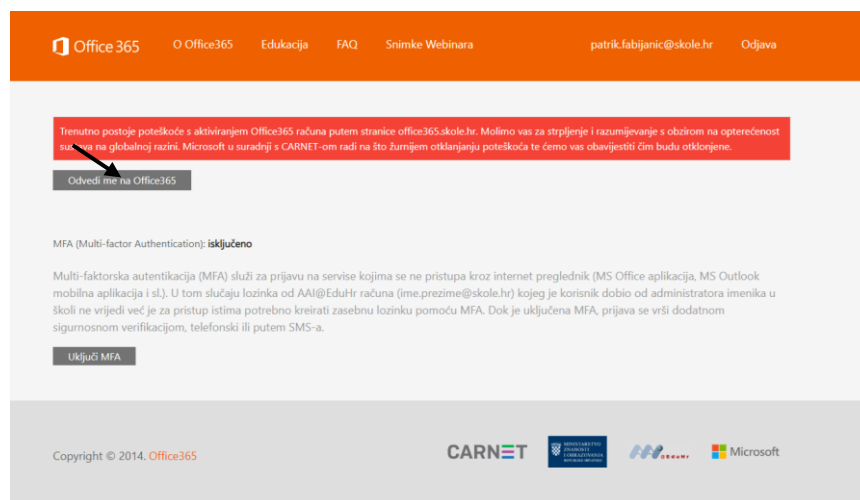 Office 365 O Office365 Edukacija FAQ Snimke Webinara patrik.fabijanic@skole.hr Odjava
Trenutno postoje poteškoće s aktiviranjem Office365 računa putem stranice office365.skole.hr. Molimo vas za strpljenje i razumijevanje s obzirom na opterećenost
sustava na globalnoj razini. Microsoft u suradnji s CARNET-om radi na što žurnijem otklanjanju poteškoća te ćemo vas obavijestiti čim budu otklonjene.
Odvedi me na Office365
MFA (Multi-factor Authentication): isključeno
Multi-faktorska autentikacija (MFA) služi za prijavu na servise kojima se ne pristupa kroz internet preglednik (MS Office aplikacija, MS Outlook
mobilna aplikacija i sl.). U tom slučaju lozinka od AAI@EduHr računa (ime.prezime@skole.hr) kojeg je korisnik dobio od administratora imenika u
školi ne vrijedi već je za pristup istima potrebno kreirati zasebnu lozinku pomoću MFA. Dok je uključena MFA, prijava se vrši dodatnom
sigurnosnom verifikacijom, telefonski ili putem SMS-a.
Uključi MFA
Copyright © 2014. Office365 CARNET Microsoft
MINISTARSTVO
ZNANOSTI
I OBRAZOVANJA